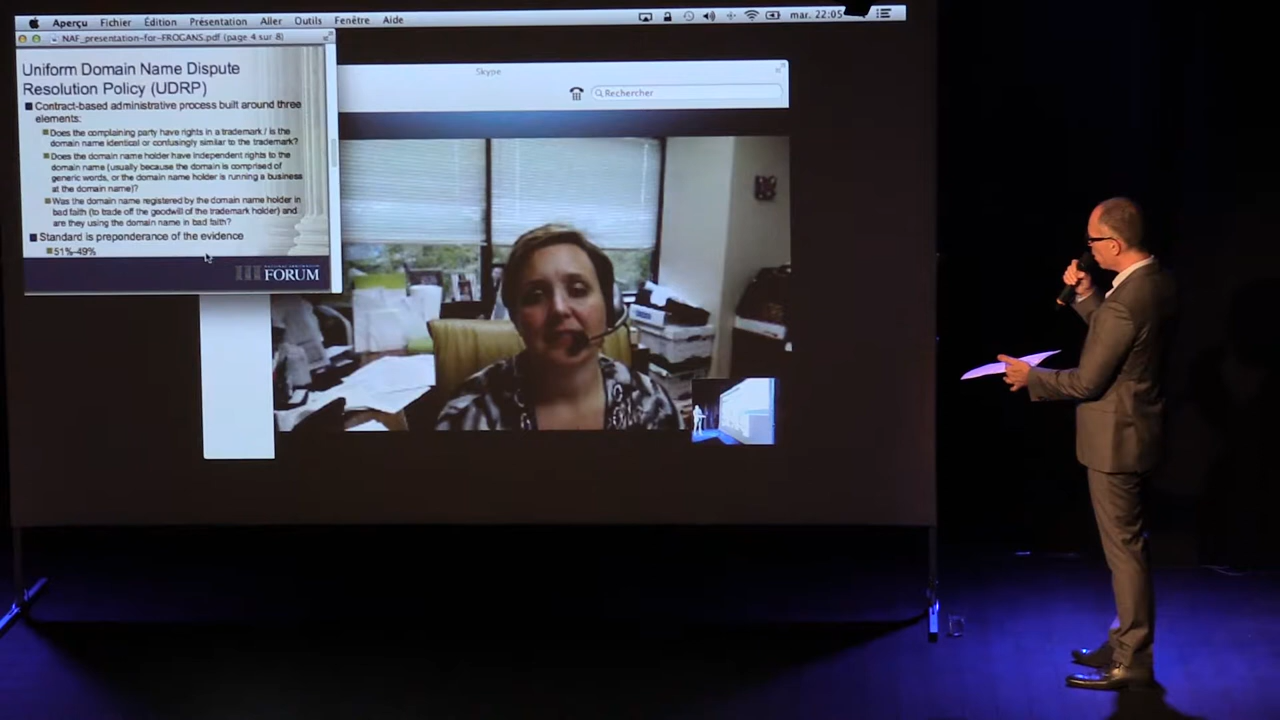 Aperçu Fichier Édition Présentation Aller Outils Fenêtre Aide mar. 22:05
NAF_presentation-for-FROGANS.pdf (page 4 sur 8)
Uniform Domain Name Dispute
Resolution Policy (UDRP)
Contract-based administrative process built around three
elements:
Does the complaining party have rights in a trademark / is the
domain name identical or confusingly similar to the trademark?
Does the domain name holder have independent rights to the
domain name (usually because the domain is comprised of
generic words, or the domain name holder is running a business
at the domain name)?
Was the domain name registered by the domain name holder in
bad faith (to trade off the goodwill of the trademark holder) and
are they using the domain name in bad faith?
Standard is preponderance of the evidence
51%-49%
NATIONAL ARBITRATION
FORUM
Skype
Rechercher